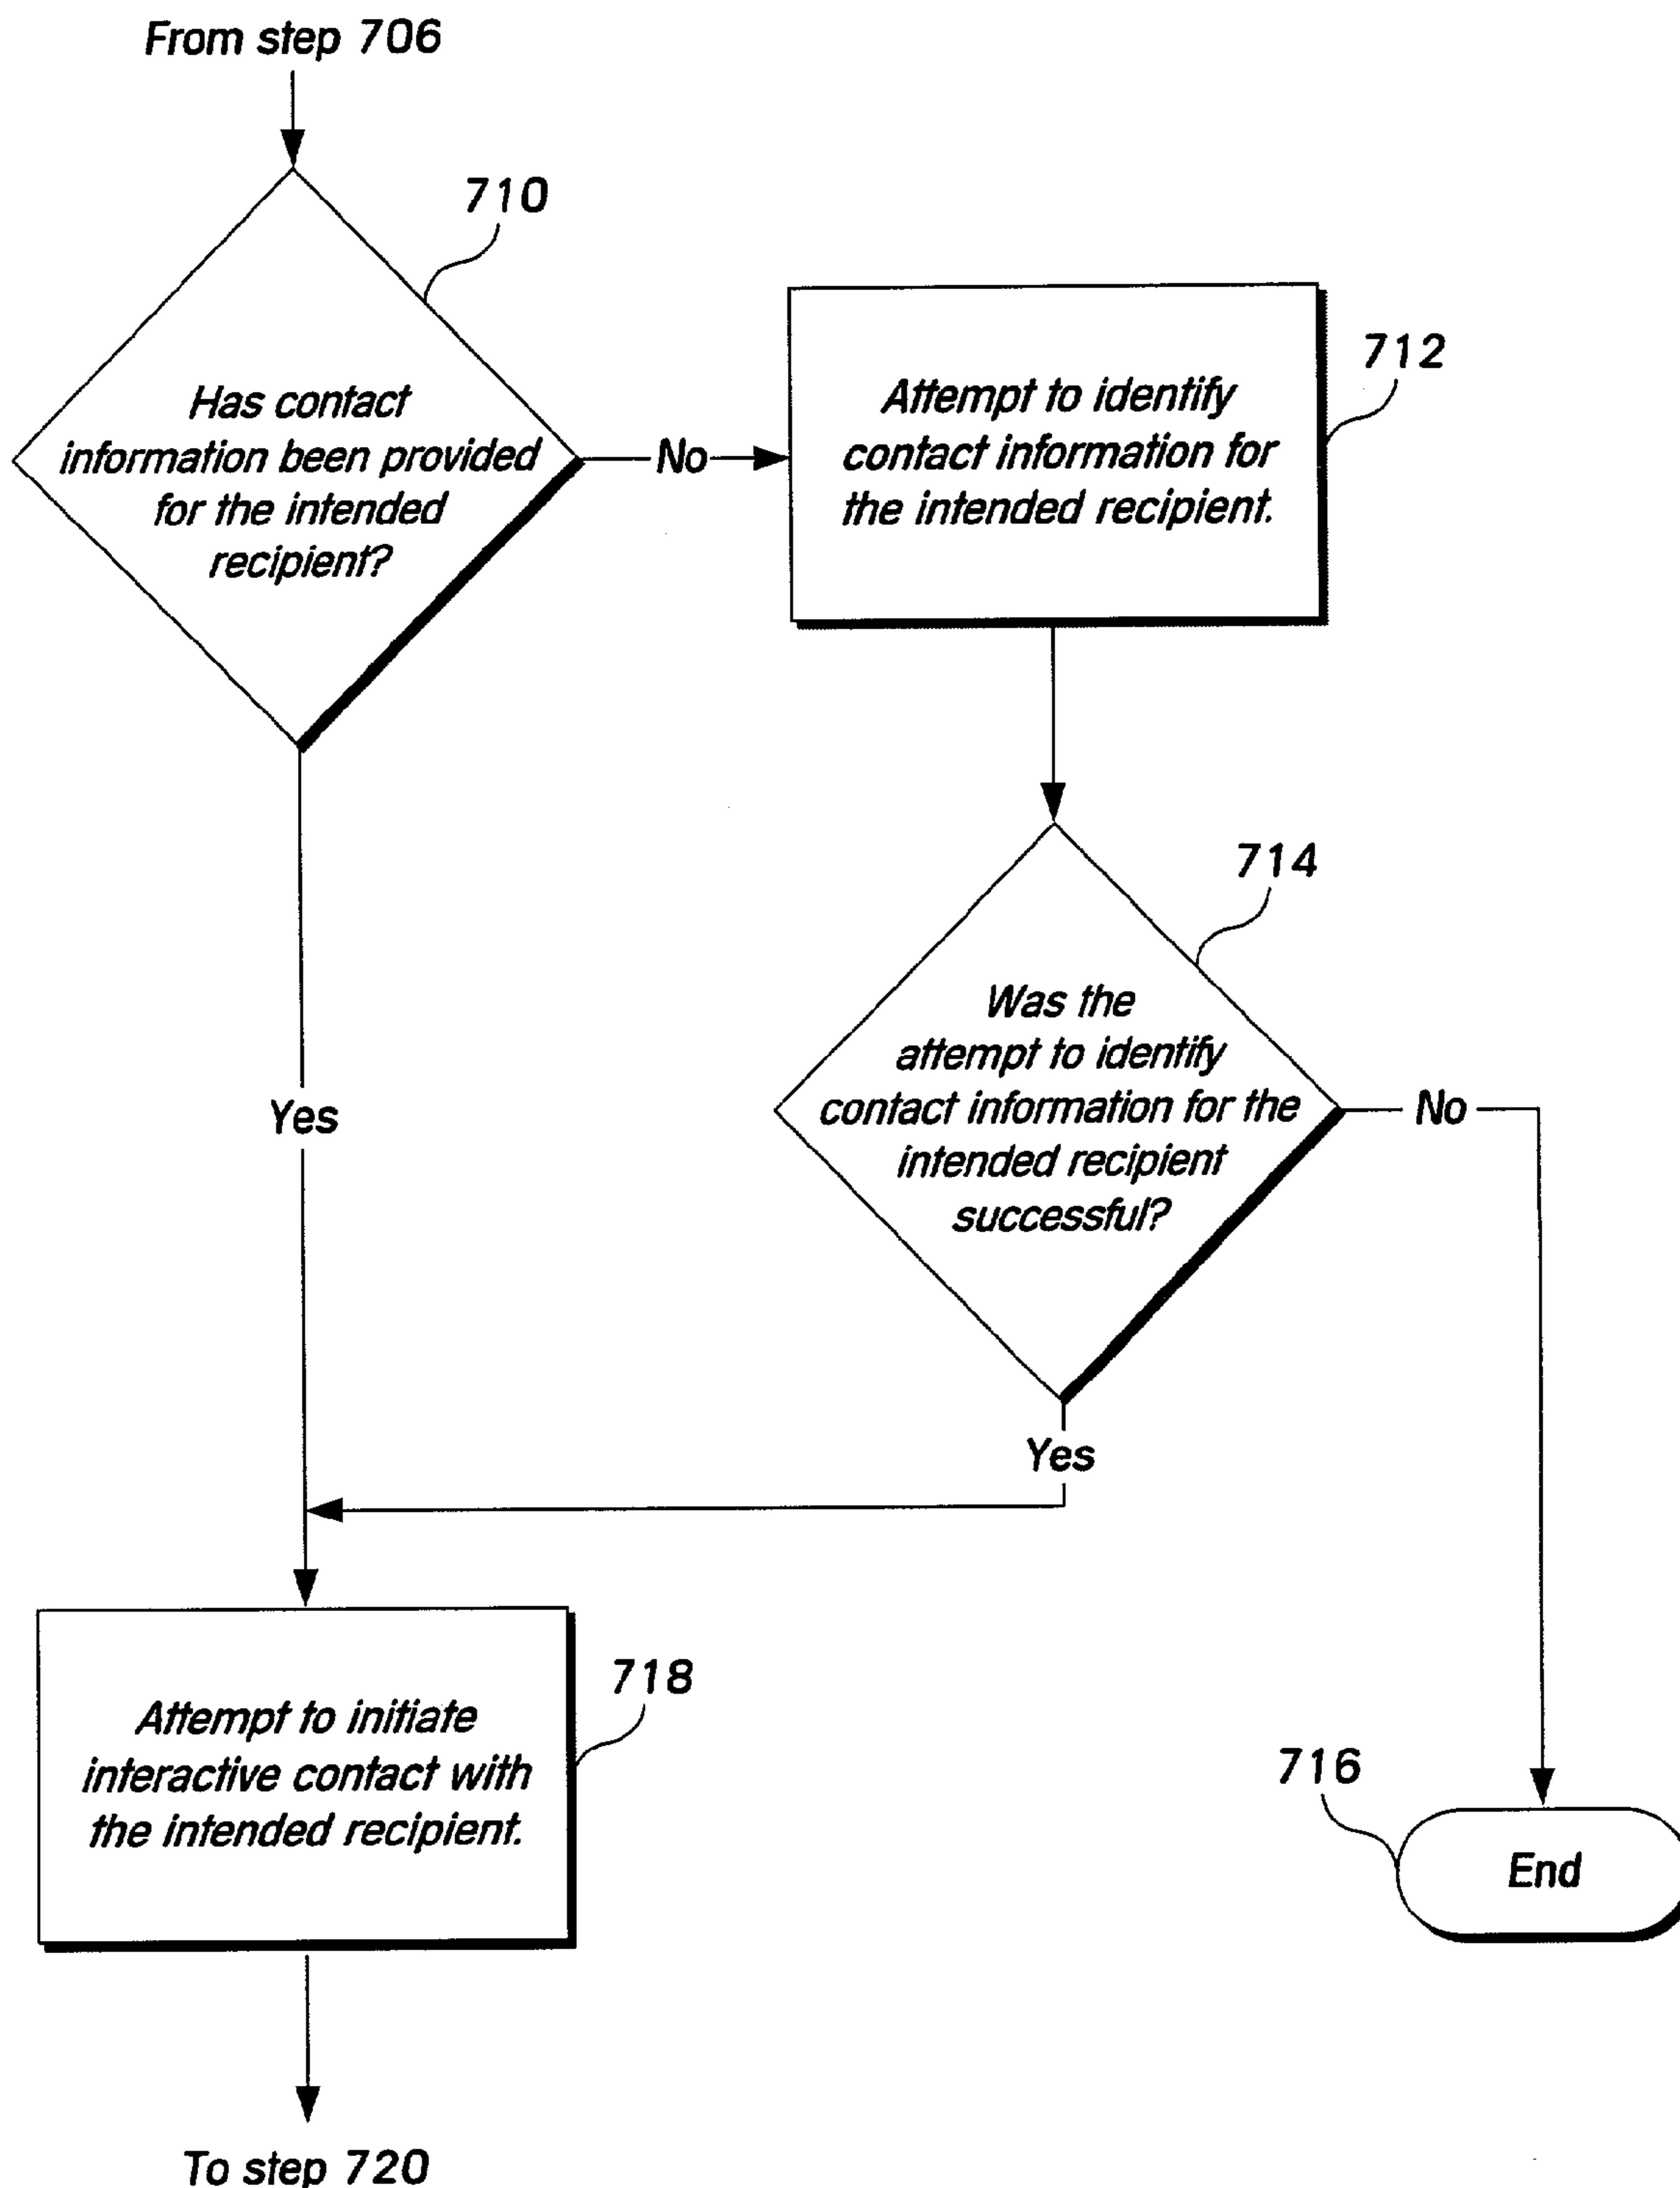 From step 706
710
Has contact
information been provided
for the intended
recipient?
No
712
Attempt to identify
contact information for
the intended recipient.
714
Was the
attempt to identify
contact information for the
intended recipient
successful?
No
Yes
Yes
718
Attempt to initiate
interactive contact with
the intended recipient.
716
End
To step 720